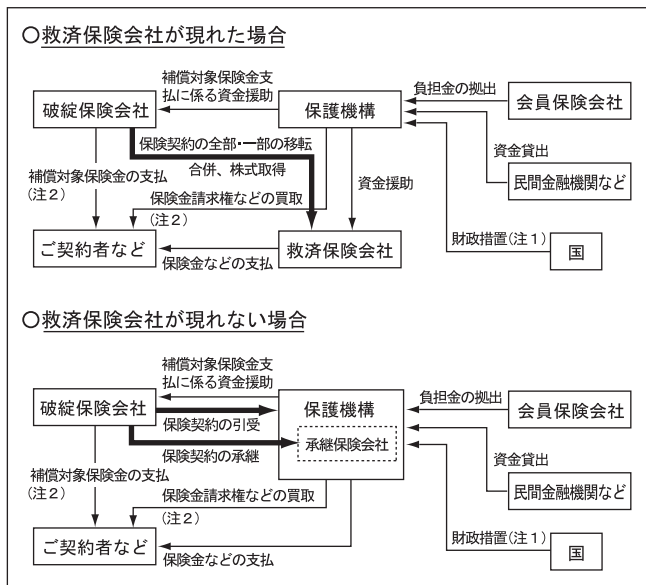 ○救済保険会社が現れた場合
補償対象保険金支
払に係る資金援助
負担金の拠出
破綻保険会社
保護機構
会員保険会社
保険契約の全部・一部の移転
合併、株式取得
資金貸出
補償対象保険金の支払
(注2)
保険金請求権などの買取
(注2)
資金援助
民間金融機関など
ご契約者など
保険金などの支払
救済保険会社
財政措置(注1)
国
○救済保険会社が現れない場合
補償対象保険金支
払に係る資金援助
負担金の拠出
破綻保険会社
保護機構
会員保険会社
保険契約の引受
承継保険会社
保険契約の承継
資金貸出
補償対象保険金の支払
(注2)
保険金請求権などの買取
(注2)
民間金融機関など
ご契約者など
保険金などの支払
財政措置(注1)
国